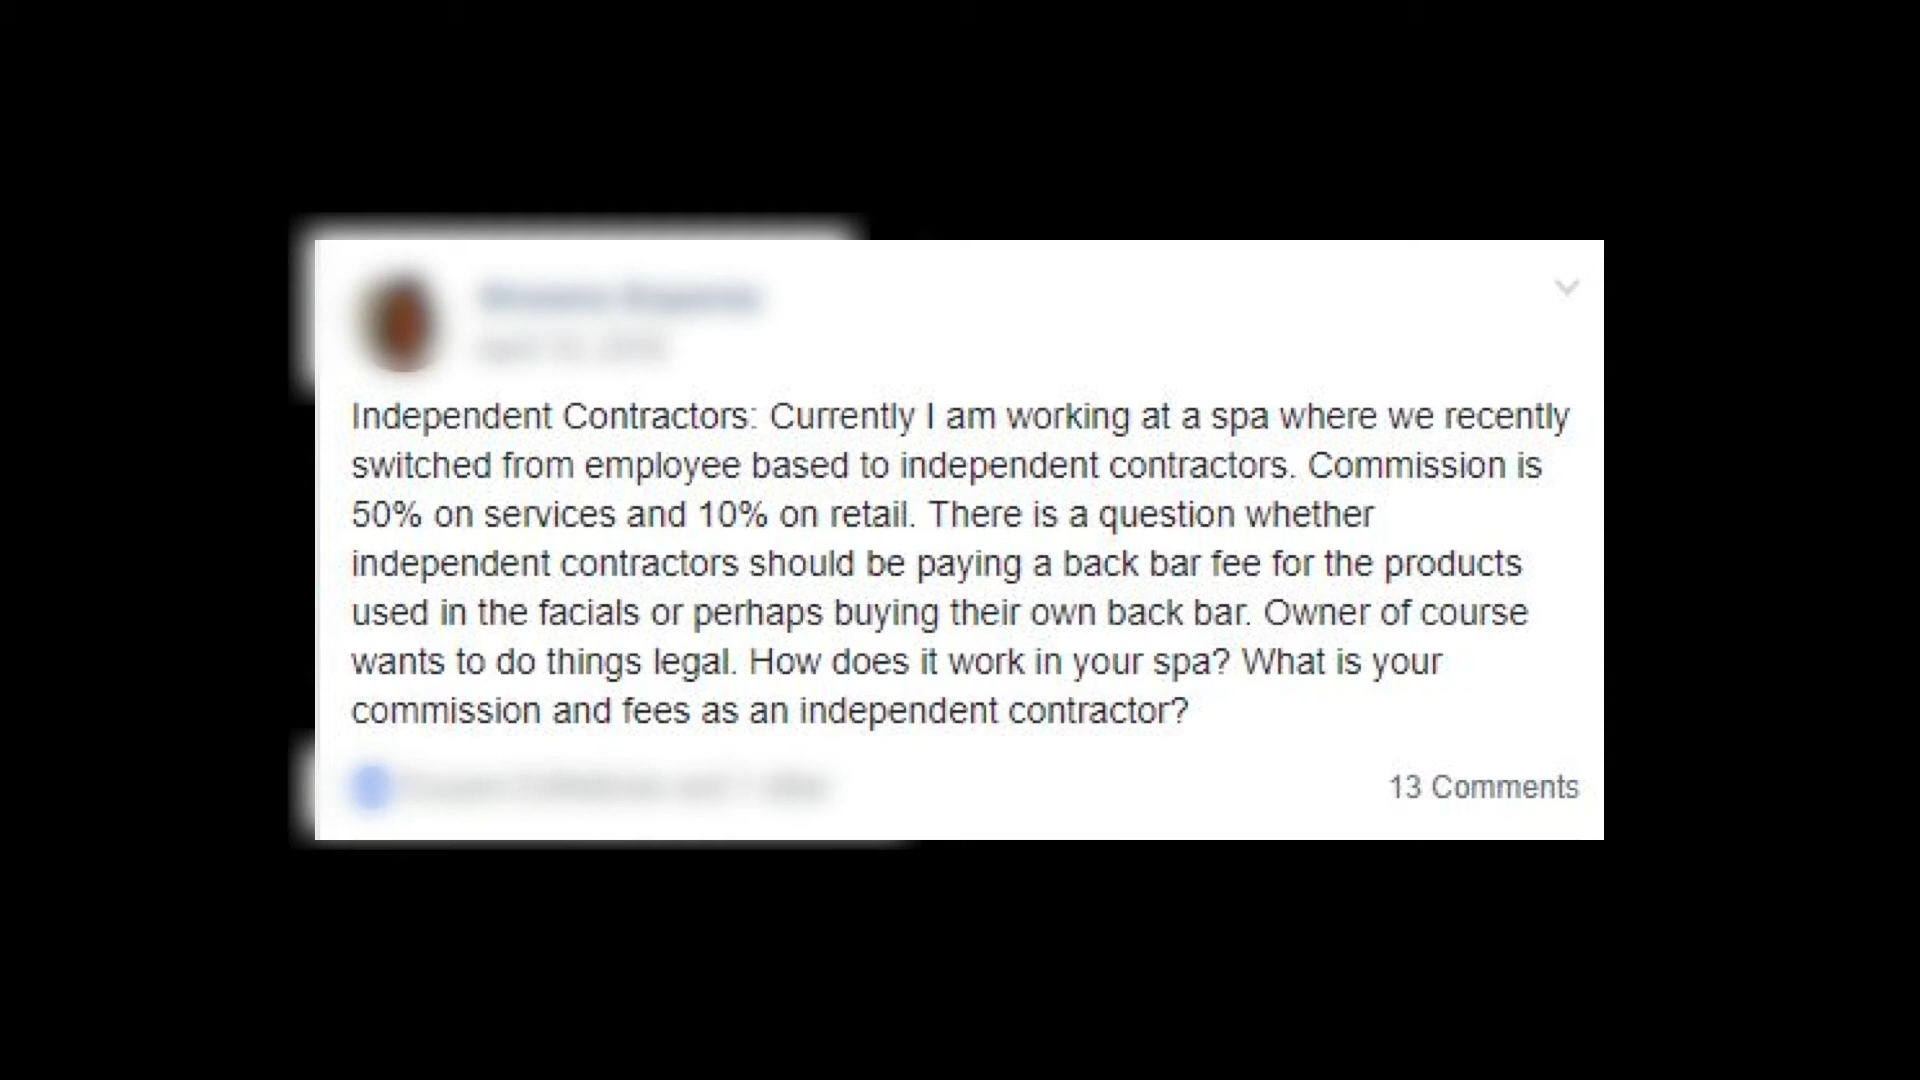 Independent Contractors: Currently I am working at a spa where we recently
switched from employee based to independent contractors. Commission is
50% on services and 10% on retail. There is a question whether
independent contractors should be paying a back bar fee for the products
used in the facials or perhaps buying their own back bar. Owner of course
wants to do things legal. How does it work in your spa? What is your
commission and fees as an independent contractor?
13 Comments